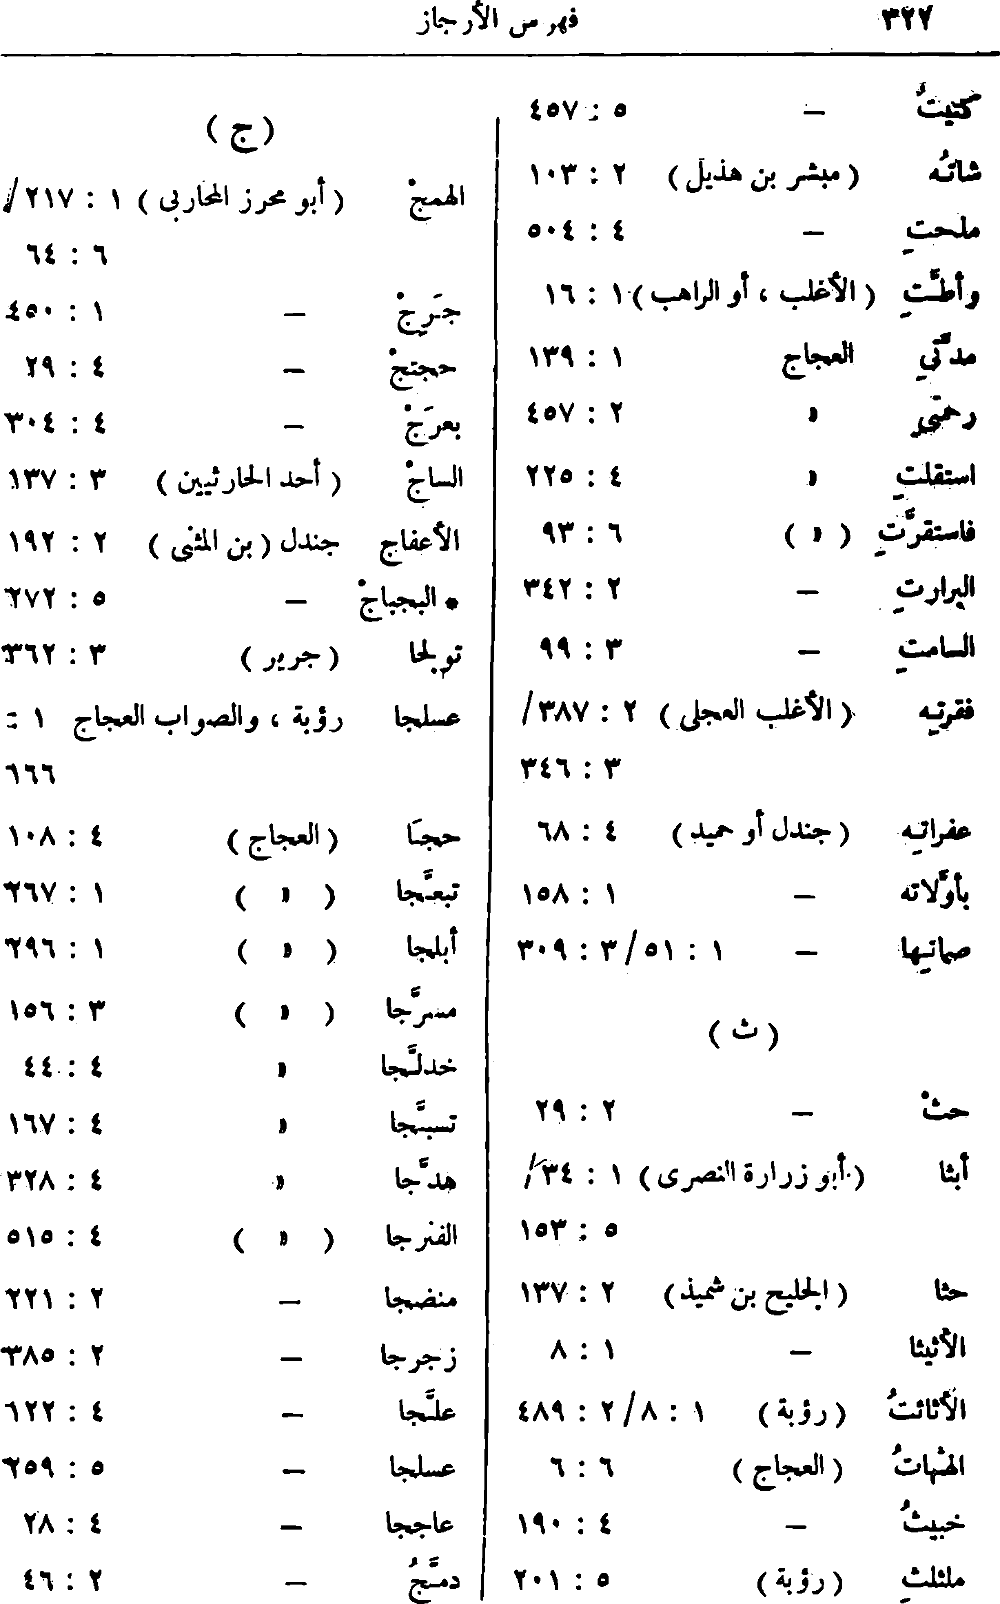 ٣٢٧ فهرس الأرجاز
كتيتُ – ٥ : ٤٥٧
شاتُه ( مبشر بن هذيل ) ٢ : ١٠٣
ملحتِ – ٤ : ٥٠٤
وأطَّتِ ( الأغلب ، أو الراهب ) ١ : ١٦
مدَّتيِ العجاج ١ : ١٣٩
رحمتيِ » ٢ : ٤٥٧
استقلتِ » ٤ : ٢٢٥
فاستقرَّتِ ( » ) ٦ : ٩٣
البرارتِ – ٢ : ٣٤٢
السامتِ – ٣ : ٩٩
فقرتِه ( الأغلب العجلى ) ٢ : ٣٨٧/
٣ : ٣٤٦
عفراتِه ( جندل أو حميد ) ٤ : ٦٨
بأوَّلاته – ١ : ١٥٨
صماتِها – ١ : ٥١/ ٣ : ٣٠٩
( ث )
حثْ – ٢ : ٢٩
أبثا ( أبو زرارة النصرى ) ١ : ٣٤/
٥ : ١٥٣
حثا ( الجليح بن شميذ ) ٢ : ١٣٧
الأثيثا – ١ : ٨
الأثائثُ ( رؤبة ) ١ : ٨/ ٢ : ٤٨٩
الهثهاثُ ( العجاج ) ٦ : ٦
خبيثُ – ٤ : ١٩٠
ملثلثِ ( رؤبة ) ٥ : ٢٠١
( ج )
الهمجْ ( أبو محرز المحاربى ) ١ : ٢١٧/
٦ : ٦٤
جَرِجْ – ١ : ٤٥٠
حجتجْ – ٤ : ٢٩
بعرَجْ – ٤ : ٣٠٤
الساجْ ( أحد الحارثيين ) ٣ : ١٣٧
الأعفاج جندل ( بن المثنى ) ٢ : ١٩٢
* البجباجْ – ٥ : ٢٧٢
تولجا ( جرير ) ٣ : ٣٦٢
عسلجا رؤبة ، والصواب العجاج ١ :
١٦٦
حجَا ( العجاج ) ٤ : ١٠٨
تبعَّجا ( » ) ١ : ٢٦٧
أبلجا ( » ) ١ : ٢٩٦
مسرَّجا ( » ) ٣ : ١٥٦
خدلَّجا » ٤ : ٤٤
تسبَّجا » ٤ : ١٦٧
هدَّجا » ٤ : ٣٢٨
الفنزجا ( » ) ٤ : ٥١٥
منضجا – ٢ : ٢٢١
زجرجا – ٢ : ٣٨٥
علَّجا – ٤ : ٦٢٢
عسلجا – ٥ : ٢٥٩
عاججا – ٤ : ٢٨
دمَّجُ – ٢ : ٤٦